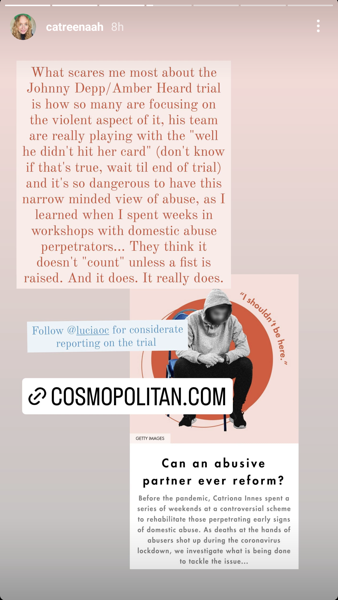 catreenaah 8h
What scares me most about the
Johnny Depp/Amber Heard trial
is how so many are focusing on
the violent aspect of it, his team
are really playing with the "well
he didn't hit her card" (don't know
if that's true, wait til end of trial)
and it's so dangerous to have this
narrow minded view of abuse, as I
learned when I spent weeks in
workshops with domestic abuse
perpetrators... They think it
doesn't "count" unless a fist is
raised. And it does. It really does.
"I shouldn't be here."
Follow @luciaoc for considerate
reporting on the trial
COSMOPOLITAN.COM
GETTY IMAGES
Can an abusive
partner ever reform?
Before the pandemic, Catriona Innes spent a
series of weekends at a controversial scheme
to rehabilitate those perpetrating early signs
of domestic abuse. As deaths at the hands of
abusers shot up during the coronavirus
lockdown, we investigate what is being done
to tackle the issue...